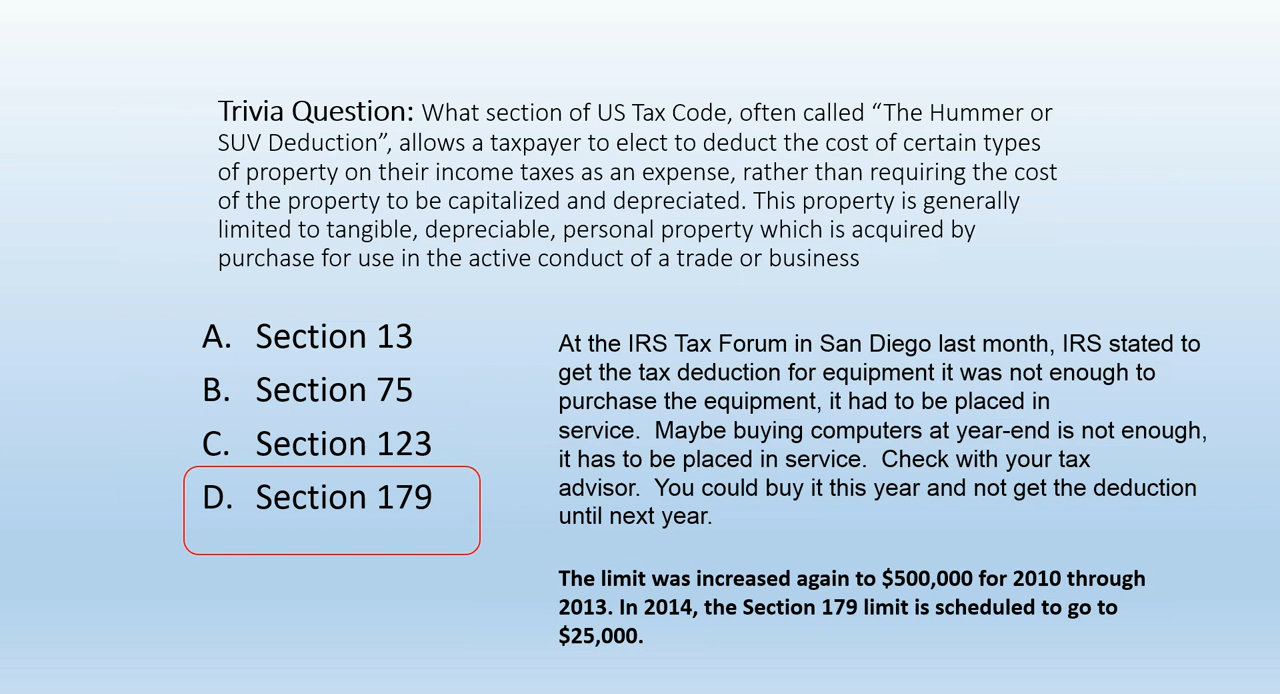 Trivia Question: What section of US Tax Code, often called “The Hummer or
SUV Deduction”, allows a taxpayer to elect to deduct the cost of certain types
of property on their income taxes as an expense, rather than requiring the cost
of the property to be capitalized and depreciated. This property is generally
limited to tangible, depreciable, personal property which is acquired by
purchase for use in the active conduct of a trade or business
A. Section 13
B. Section 75
C. Section 123
D. Section 179
At the IRS Tax Forum in San Diego last month, IRS stated to
get the tax deduction for equipment it was not enough to
purchase the equipment, it had to be placed in
service. Maybe buying computers at year-end is not enough,
it has to be placed in service. Check with your tax
advisor. You could buy it this year and not get the deduction
until next year.
The limit was increased again to $500,000 for 2010 through
2013. In 2014, the Section 179 limit is scheduled to go to
$25,000.